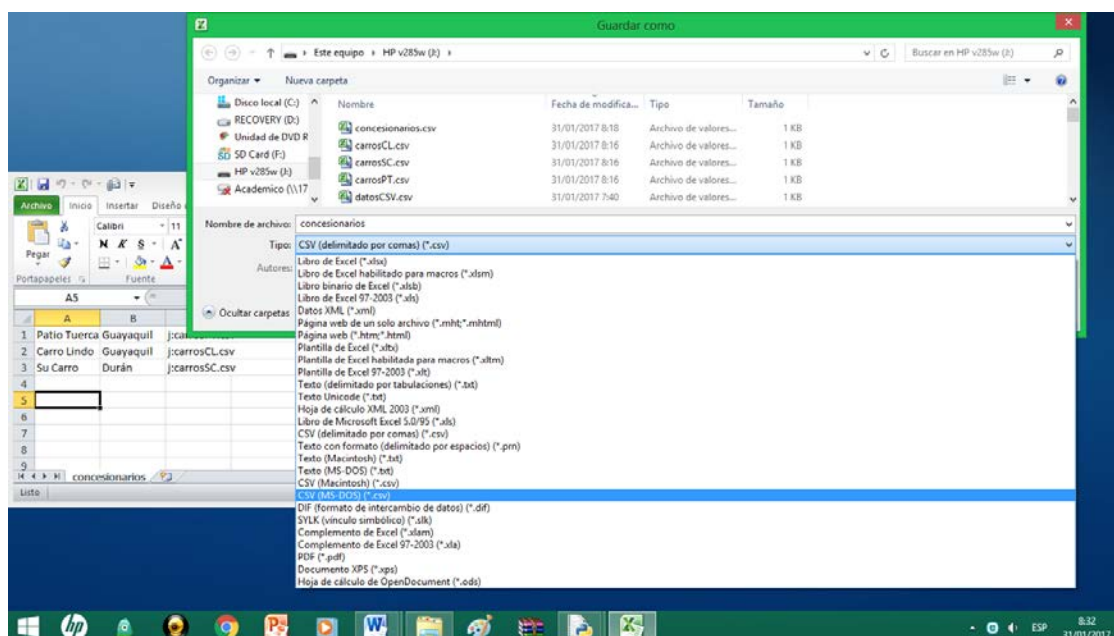 Guardar como
Este equipo ▸ HP v285w (J:) ▸
Buscar en HP v285w (J:)
Organizar Nueva carpeta
Disco local (C:)
RECOVERY (D:)
Unidad de DVD R
SD Card (F:)
HP v285w (J:)
Academico (\\17
Nombre Fecha de modifica... Tipo Tamaño
concesionarios.csv 31/01/2017 8:18 Archivo de valores... 1 KB
carrosCL.csv 31/01/2017 8:16 Archivo de valores... 1 KB
carrosSC.csv 31/01/2017 8:16 Archivo de valores... 1 KB
carrosPT.csv 31/01/2017 8:16 Archivo de valores... 1 KB
datosCSV.csv 31/01/2017 7:40 Archivo de valores... 1 KB
Nombre de archivo: concesionarios
Tipo: CSV (delimitado por comas) (*.csv)
Autores:
Ocultar carpetas
Libro de Excel (*.xlsx)
Libro de Excel habilitado para macros (*.xlsm)
Libro binario de Excel (*.xlsb)
Libro de Excel 97-2003 (*.xls)
Datos XML (*.xml)
Página web de un solo archivo (*.mht;*.mhtml)
Página web (*.htm;*.html)
Plantilla de Excel (*.xltx)
Plantilla de Excel habilitada para macros (*.xltm)
Plantilla de Excel 97-2003 (*.xlt)
Texto (delimitado por tabulaciones) (*.txt)
Texto Unicode (*.txt)
Hoja de cálculo XML 2003 (*.xml)
Libro de Microsoft Excel 5.0/95 (*.xls)
CSV (delimitado por comas) (*.csv)
Texto con formato (delimitado por espacios) (*.prn)
Texto (Macintosh) (*.txt)
Texto (MS-DOS) (*.txt)
CSV (Macintosh) (*.csv)
CSV (MS-DOS) (*.csv)
DIF (formato de intercambio de datos) (*.dif)
SYLK (vínculo simbólico) (*.slk)
Complemento de Excel (*.xlam)
Complemento de Excel 97-2003 (*.xla)
PDF (*.pdf)
Documento XPS (*.xps)
Hoja de cálculo de OpenDocument (*.ods)
Archivo Inicio Insertar Diseño
Calibri 11
Pegar N K S A A
Portapapeles Fuente
A5
A B
1 Patio Tuerca Guayaquil
2 Carro Lindo Guayaquil j:carrosCL.csv
3 Su Carro Durán j:carrosSC.csv
4
5
6
7
8
9
concesionarios
Listo
hp
ESP
8:32
31/01/2017